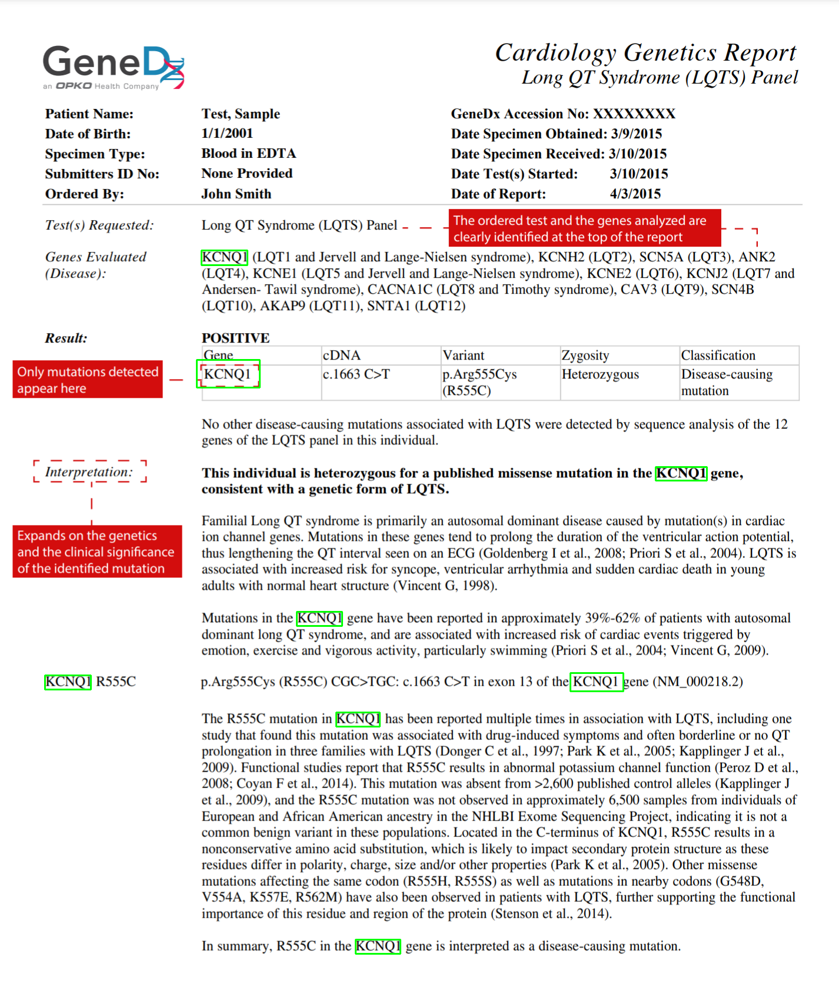 GeneDx
an OPKO Health Company
Cardiology Genetics Report
Long QT Syndrome (LQTS) Panel
Patient Name: Test, Sample GeneDx Accession No: XXXXXXXX
Date of Birth: 1/1/2001 Date Specimen Obtained: 3/9/2015
Specimen Type: Blood in EDTA Date Specimen Received: 3/10/2015
Submitters ID No: None Provided Date Test(s) Started: 3/10/2015
Ordered By: John Smith Date of Report: 4/3/2015
Test(s) Requested: Long QT Syndrome (LQTS) Panel
The ordered test and the genes analyzed are
clearly identified at the top of the report
Genes Evaluated
(Disease):
KCNQ1 (LQT1 and Jervell and Lange-Nielsen syndrome), KCNH2 (LQT2), SCN5A (LQT3), ANK2
(LQT4), KCNE1 (LQT5 and Jervell and Lange-Nielsen syndrome), KCNE2 (LQT6), KCNJ2 (LQT7 and
Andersen- Tawil syndrome), CACNA1C (LQT8 and Timothy syndrome), CAV3 (LQT9), SCN4B
(LQT10), AKAP9 (LQT11), SNTA1 (LQT12)
Result: POSITIVE
Gene cDNA Variant Zygosity Classification
KCNQ1 c.1663 C>T p.Arg555Cys Heterozygous Disease-causing
(R555C) mutation
Only mutations detected
appear here
No other disease-causing mutations associated with LQTS were detected by sequence analysis of the 12
genes of the LQTS panel in this individual.
Interpretation: This individual is heterozygous for a published missense mutation in the KCNQ1 gene,
consistent with a genetic form of LQTS.
Expands on the genetics
and the clinical significance
of the identified mutation
Familial Long QT syndrome is primarily an autosomal dominant disease caused by mutation(s) in cardiac
ion channel genes. Mutations in these genes tend to prolong the duration of the ventricular action potential,
thus lengthening the QT interval seen on an ECG (Goldenberg I et al., 2008; Priori S et al., 2004). LQTS is
associated with increased risk for syncope, ventricular arrhythmia and sudden cardiac death in young
adults with normal heart structure (Vincent G, 1998).
Mutations in the KCNQ1 gene have been reported in approximately 39%-62% of patients with autosomal
dominant long QT syndrome, and are associated with increased risk of cardiac events triggered by
emotion, exercise and vigorous activity, particularly swimming (Priori S et al., 2004; Vincent G, 2009).
KCNQ1 R555C p.Arg555Cys (R555C) CGC>TGC: c.1663 C>T in exon 13 of the KCNQ1 gene (NM_000218.2)
The R555C mutation in KCNQ1 has been reported multiple times in association with LQTS, including one
study that found this mutation was associated with drug-induced symptoms and often borderline or no QT
prolongation in three families with LQTS (Donger C et al., 1997; Park K et al., 2005; Kapplinger J et al.,
2009). Functional studies report that R555C results in abnormal potassium channel function (Peroz D et al.,
2008; Coyan F et al., 2014). This mutation was absent from >2,600 published control alleles (Kapplinger J
et al., 2009), and the R555C mutation was not observed in approximately 6,500 samples from individuals of
European and African American ancestry in the NHLBI Exome Sequencing Project, indicating it is not a
common benign variant in these populations. Located in the C-terminus of KCNQ1, R555C results in a
nonconservative amino acid substitution, which is likely to impact secondary protein structure as these
residues differ in polarity, charge, size and/or other properties (Park K et al., 2005). Other missense
mutations affecting the same codon (R555H, R555S) as well as mutations in nearby codons (G548D,
V554A, K557E, R562M) have also been observed in patients with LQTS, further supporting the functional
importance of this residue and region of the protein (Stenson et al., 2014).
In summary, R555C in the KCNQ1 gene is interpreted as a disease-causing mutation.